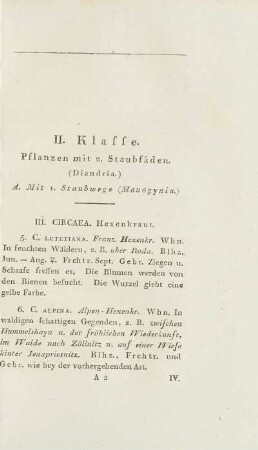 II. Klasse.
Pflanzen mit 2. Staubfäden.
(Diandria.)
A. Mit 1. Staubwege (Monogynia.)
III. CIRCAEA. Hexenkraut.
5. C. LUTETIANA. Franz. Hexenkr. Whn.
In feuchten Wäldern, z. B. über Roda. Blhz.
Jun. — Aug. ♃. Frchtr. Sept. Gebr. Ziegen u.
Schaafe fressen es. Die Blumen werden von
den Bienen besucht. Die Wurzel giebt eine
gelbe Farbe.
6. C. ALPINA. Alpen-Hexenkr. Whn. In
waldigen schattigen Gegenden, z. B. zwischen
Hummelshayn u. der fröhlichen Wiederkunft,
im Walde nach Zöllnitz u. auf einer Wiese
hinter Jenapriesnitz. Blhz., Frchtr. und
Gebr. wie bey der vorhergehenden Art.
A 2 IV.